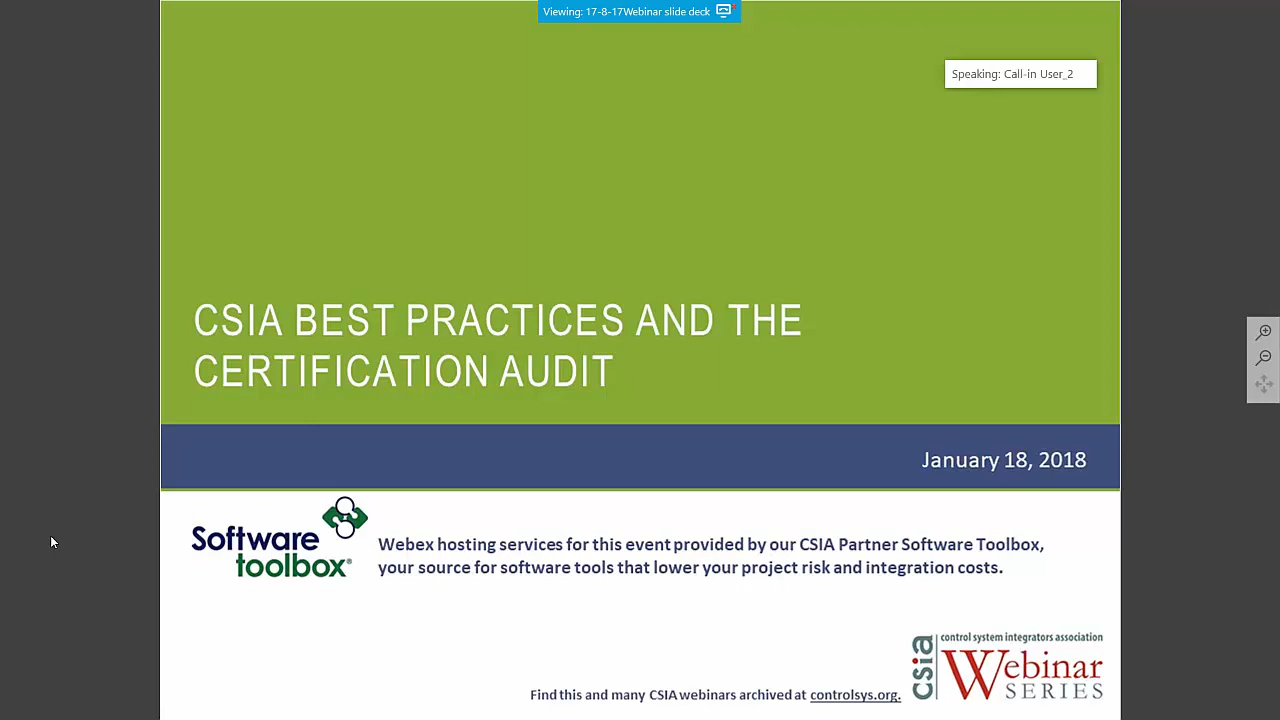 Viewing: 17-8-17Webinar slide deck
Speaking: Call-in User_2
CSIA BEST PRACTICES AND THE
CERTIFICATION AUDIT
January 18, 2018
Software
toolbox®
Webex hosting services for this event provided by our CSIA Partner Software Toolbox,
your source for software tools that lower your project risk and integration costs.
csia
control system integrators association
Webinar
SERIES
Find this and many CSIA webinars archived at controlsys.org.